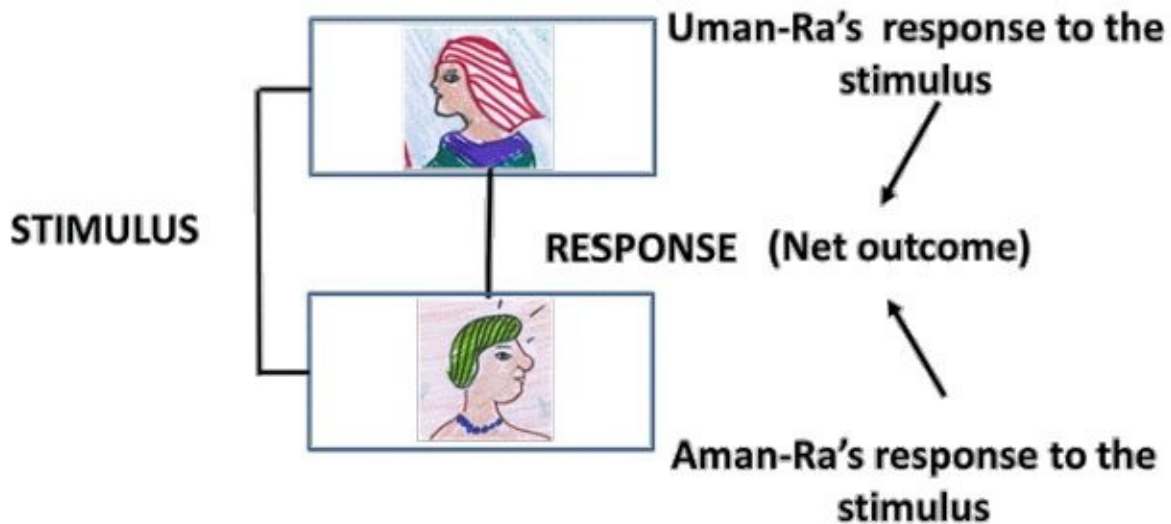 Uman-Ra's response to the
stimulus
STIMULUS
RESPONSE (Net outcome)
Aman-Ra's response to the
stimulus